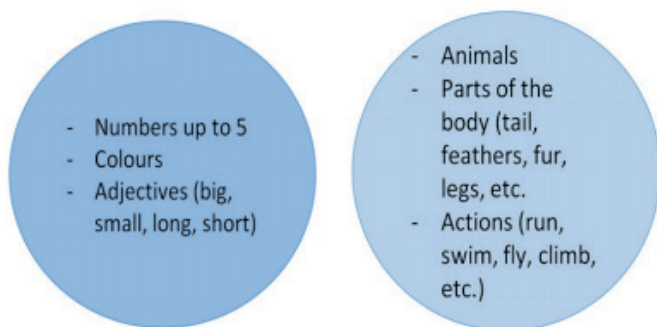 - Numbers up to 5
- Colours
- Adjectives (big,
small, long, short)
- Animals
- Parts of the
body (tail,
feathers, fur,
legs, etc.
- Actions (run,
swim, fly, climb,
etc.)